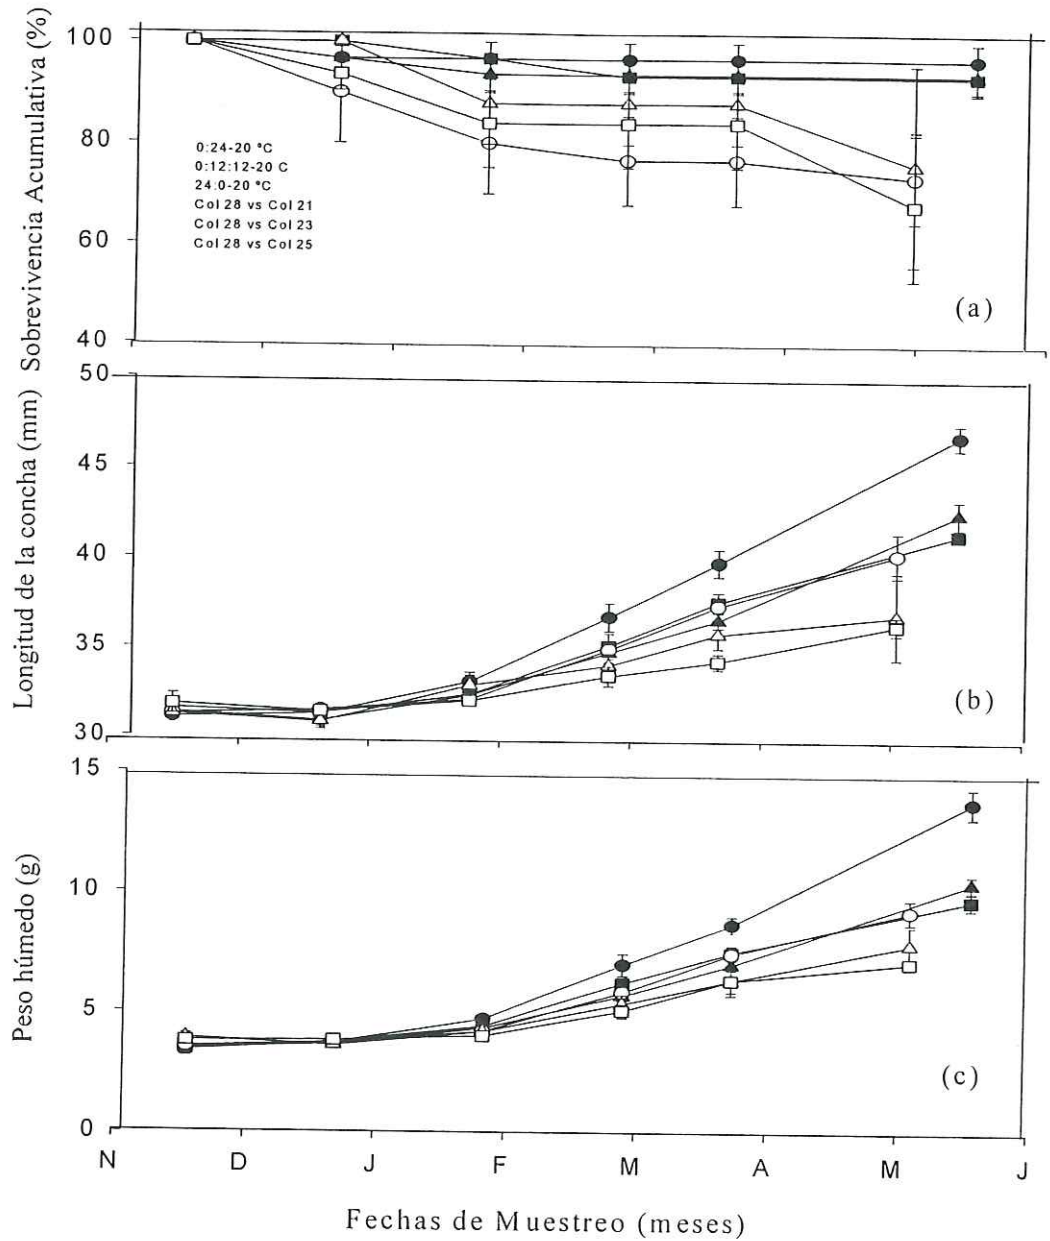 Sobrevivencia Acumulativa (%)
100
80
60
40
0:24-20 ºC
0:12:12-20 C
24:0-20 ºC
Col 28 vs Col 21
Col 28 vs Col 23
Col 28 vs Col 25
(a)
Longitud de la concha (mm)
50
45
40
35
30
(b)
Peso húmedo (g)
15
10
5
0
(c)
N D J F M A M J
Fechas de Muestreo (meses)